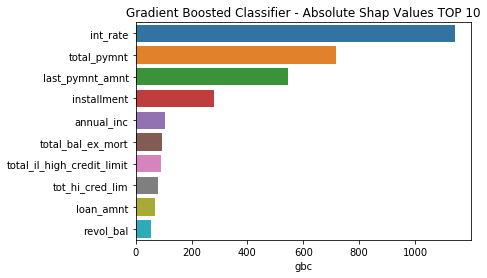 Gradient Boosted Classifier - Absolute Shap Values TOP 10
int_rate
total_pymnt
last_pymnt_amnt
installment
annual_inc
total_bal_ex_mort
total_il_high_credit_limit
tot_hi_cred_lim
loan_amnt
revol_bal
0 200 400 600 800 1000
gbc